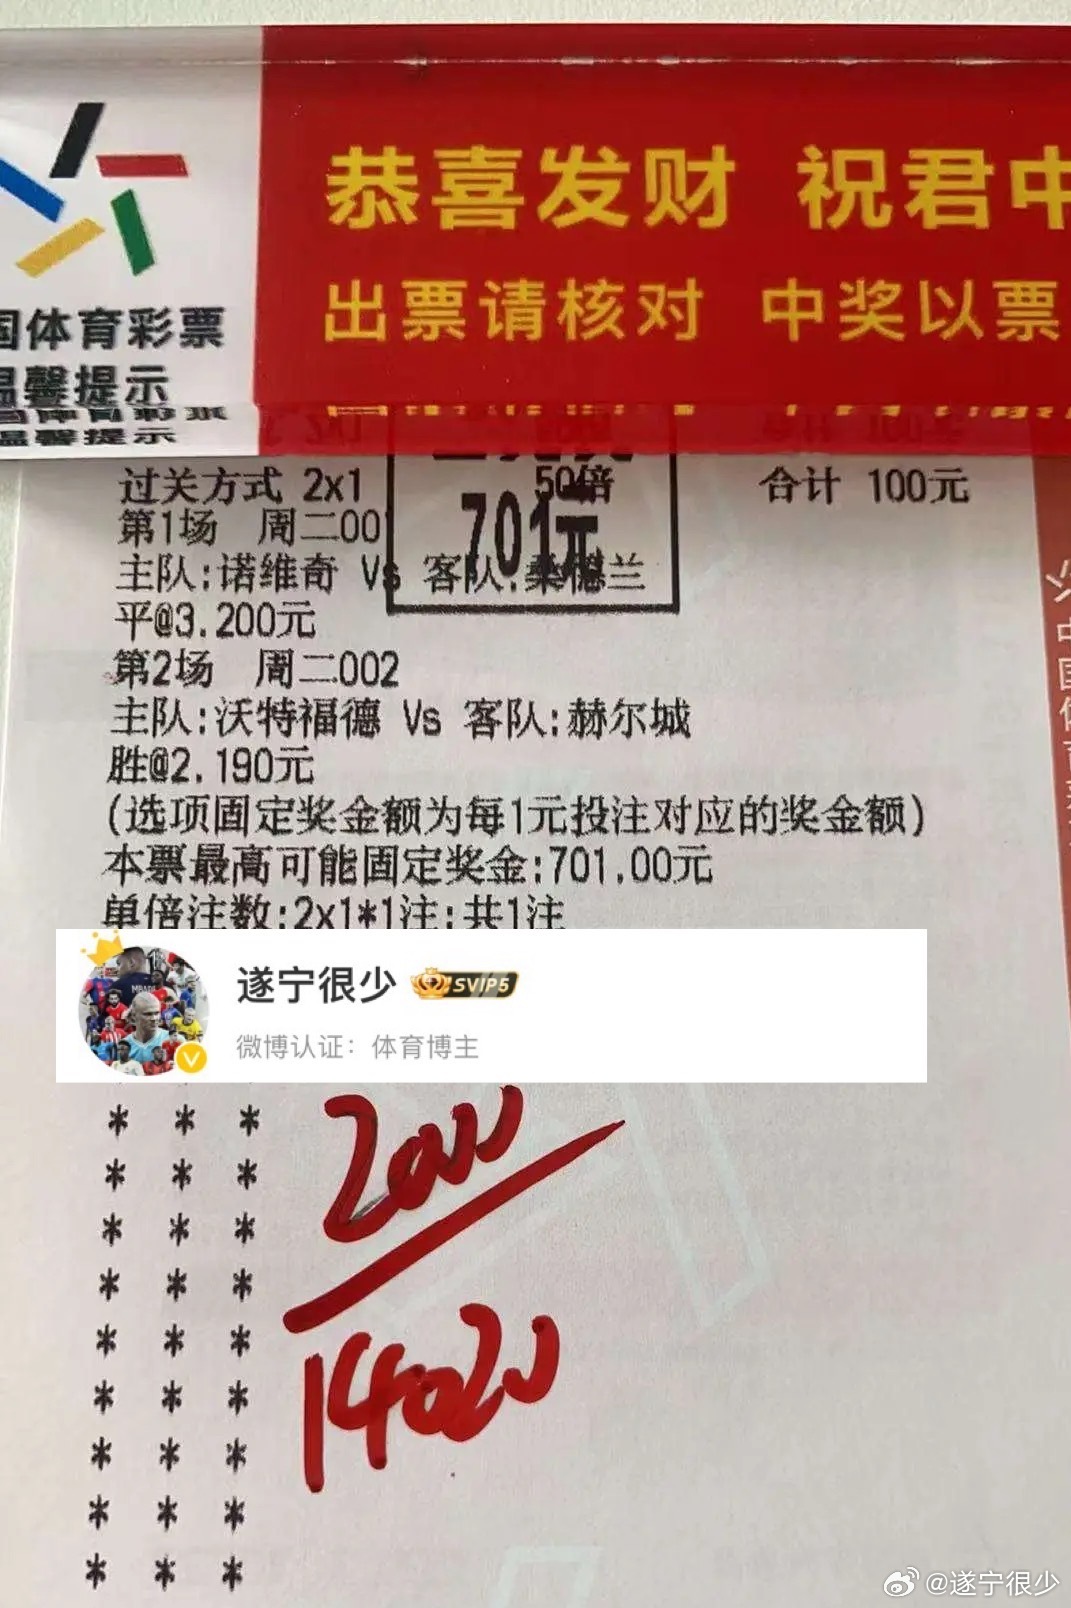 恭喜发财 祝君中
出票请核对 中奖以票
国体育彩票
温馨提示
过关方式 2x1 50倍 合计 100元
701元
第1场 周二001
主队:诺维奇 Vs 客队:桑德兰
平@3.200元
第2场 周二002
主队:沃特福德 Vs 客队:赫尔城
胜@2.190元
(选项固定奖金额为每1元投注对应的奖金额)
本票最高可能固定奖金:701.00元
单倍注数:2x1*1注;共1注
遂宁很少 SVIP5
微博认证：体育博主
* * *
* * *
* * *
* * *
* * *
* * *
* * *
* * *
* * *
2000
14020
中国体育
@遂宁很少